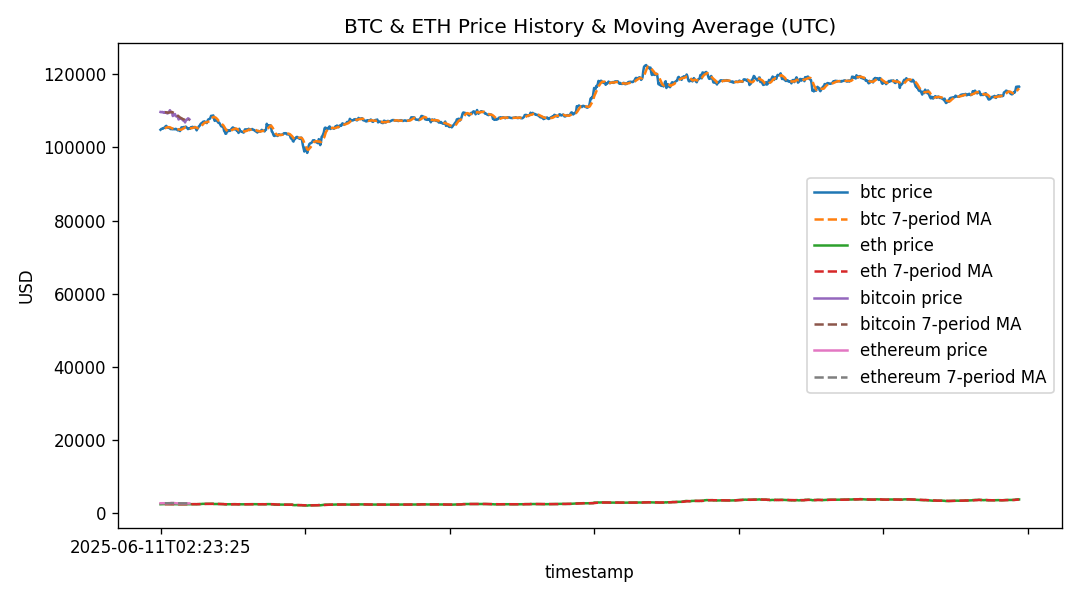 BTC & ETH Price History & Moving Average (UTC)
120000
100000
80000
60000
40000
20000
0
USD
btc price
btc 7-period MA
eth price
eth 7-period MA
bitcoin price
bitcoin 7-period MA
ethereum price
ethereum 7-period MA
2025-06-11T02:23:25
timestamp